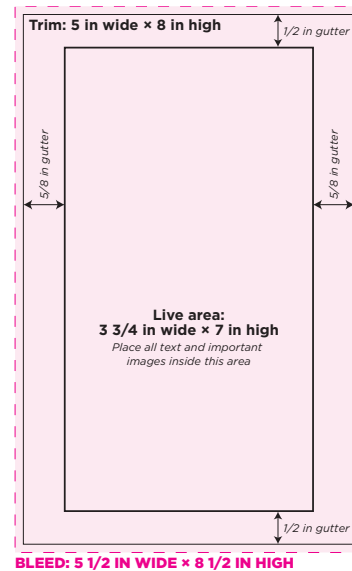 Trim: 5 in wide × 8 in high
1/2 in gutter
5/8 in gutter
5/8 in gutter
Live area:
3 3/4 in wide × 7 in high
Place all text and important
images inside this area
1/2 in gutter
BLEED: 5 1/2 IN WIDE × 8 1/2 IN HIGH